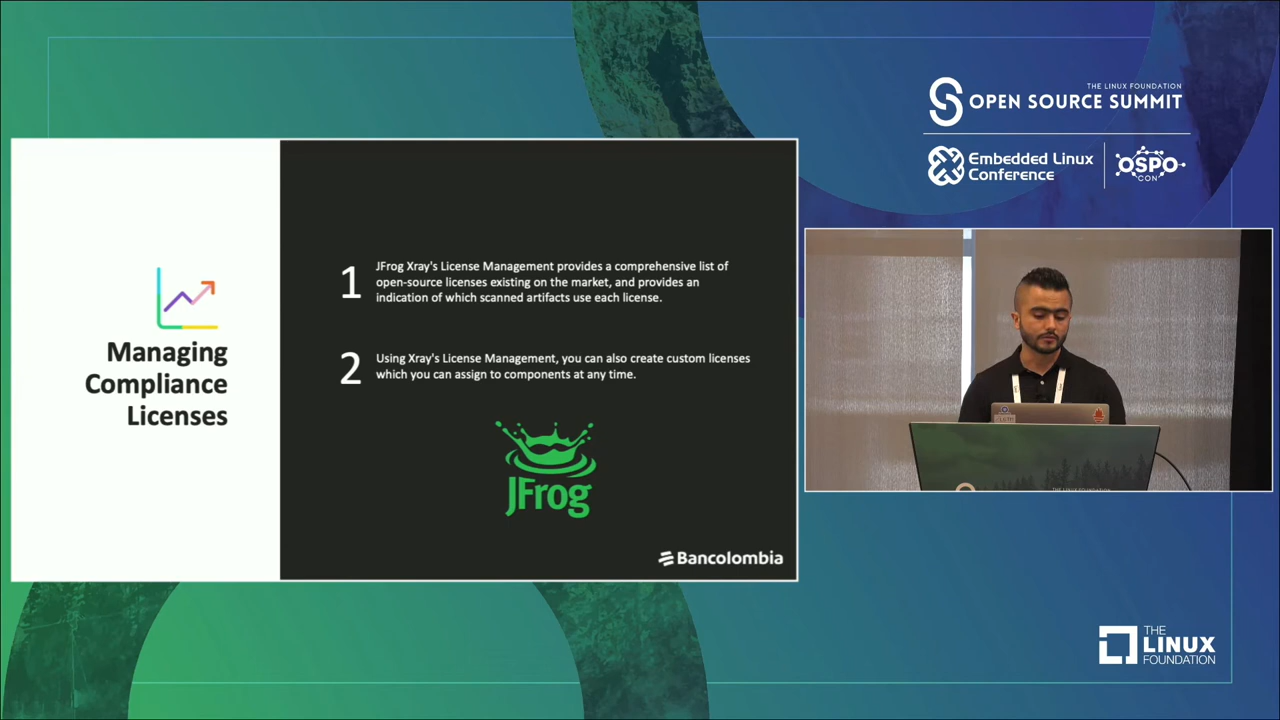 THE LINUX FOUNDATION
OPEN SOURCE SUMMIT
Embedded Linux
Conference
OSPO
CON
Managing
Compliance
Licenses
1
JFrog Xray's License Management provides a comprehensive list of
open-source licenses existing on the market, and provides an
indication of which scanned artifacts use each license.
2
Using Xray's License Management, you can also create custom licenses
which you can assign to components at any time.
JFrog
Bancolombia
THE LINUX FOUNDATION
THE
LINUX
FOUNDATION